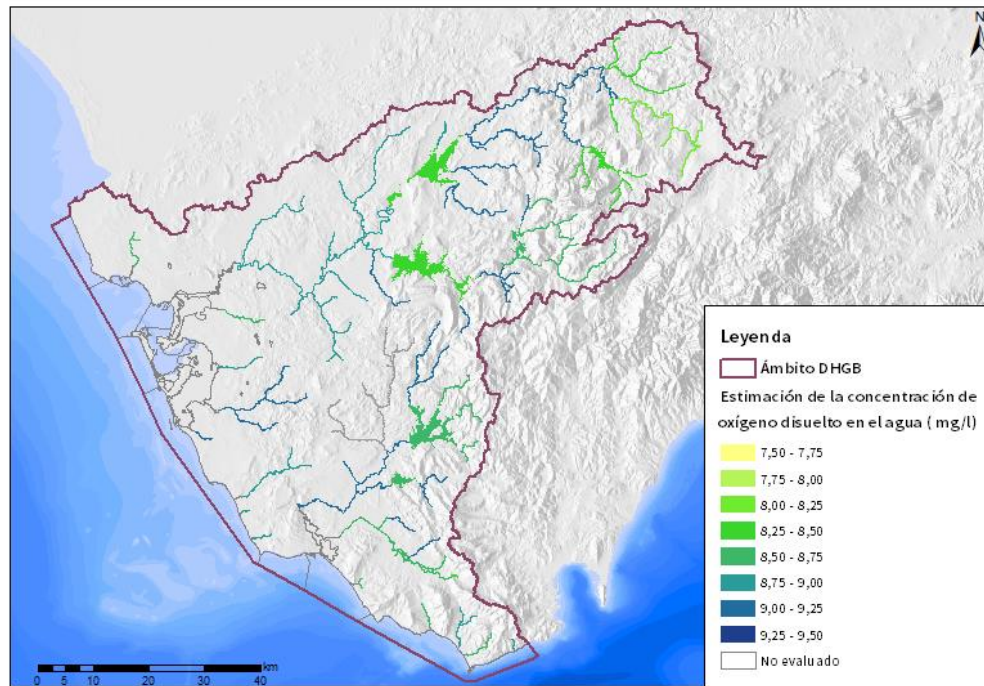 N
Leyenda
Ámbito DHGB
Estimación de la concentración de
oxígeno disuelto en el agua ( mg/l)
7,50 - 7,75
7,75 - 8,00
8,00 - 8,25
8,25 - 8,50
8,50 - 8,75
8,75 - 9,00
9,00 - 9,25
9,25 - 9,50
No evaluado
km
0 5 10 20 30 40